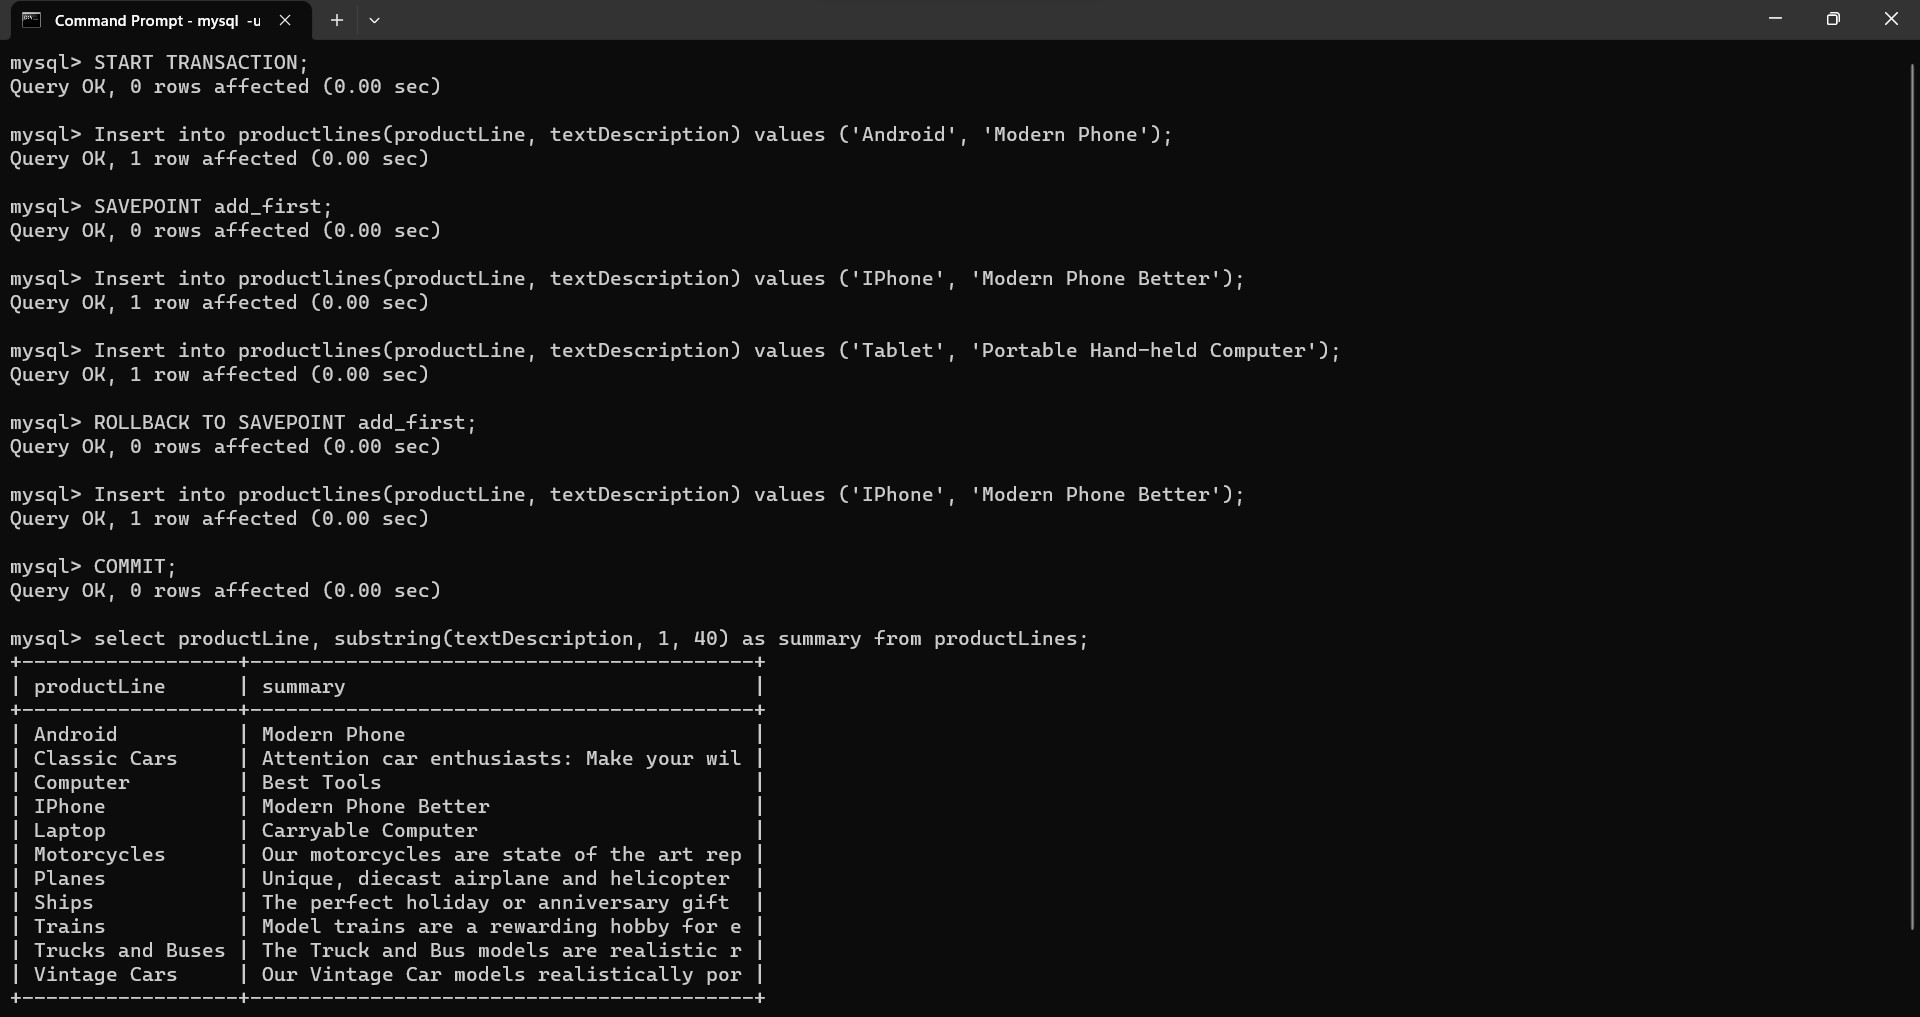 Command Prompt - mysql -u
mysql> START TRANSACTION;
Query OK, 0 rows affected (0.00 sec)
mysql> Insert into productlines(productLine, textDescription) values ('Android', 'Modern Phone');
Query OK, 1 row affected (0.00 sec)
mysql> SAVEPOINT add_first;
Query OK, 0 rows affected (0.00 sec)
mysql> Insert into productlines(productLine, textDescription) values ('IPhone', 'Modern Phone Better');
Query OK, 1 row affected (0.00 sec)
mysql> Insert into productlines(productLine, textDescription) values ('Tablet', 'Portable Hand-held Computer');
Query OK, 1 row affected (0.00 sec)
mysql> ROLLBACK TO SAVEPOINT add_first;
Query OK, 0 rows affected (0.00 sec)
mysql> Insert into productlines(productLine, textDescription) values ('IPhone', 'Modern Phone Better');
Query OK, 1 row affected (0.00 sec)
mysql> COMMIT;
Query OK, 0 rows affected (0.00 sec)
mysql> select productLine, substring(textDescription, 1, 40) as summary from productLines;
+------------------+------------------------------------------+
| productLine      | summary                                  |
+------------------+------------------------------------------+
| Android          | Modern Phone                             |
| Classic Cars     | Attention car enthusiasts: Make your wil |
| Computer         | Best Tools                               |
| IPhone           | Modern Phone Better                      |
| Laptop           | Carryable Computer                       |
| Motorcycles      | Our motorcycles are state of the art rep |
| Planes           | Unique, diecast airplane and helicopter  |
| Ships            | The perfect holiday or anniversary gift  |
| Trains           | Model trains are a rewarding hobby for e |
| Trucks and Buses | The Truck and Bus models are realistic r |
| Vintage Cars     | Our Vintage Car models realistically por |
+------------------+------------------------------------------+